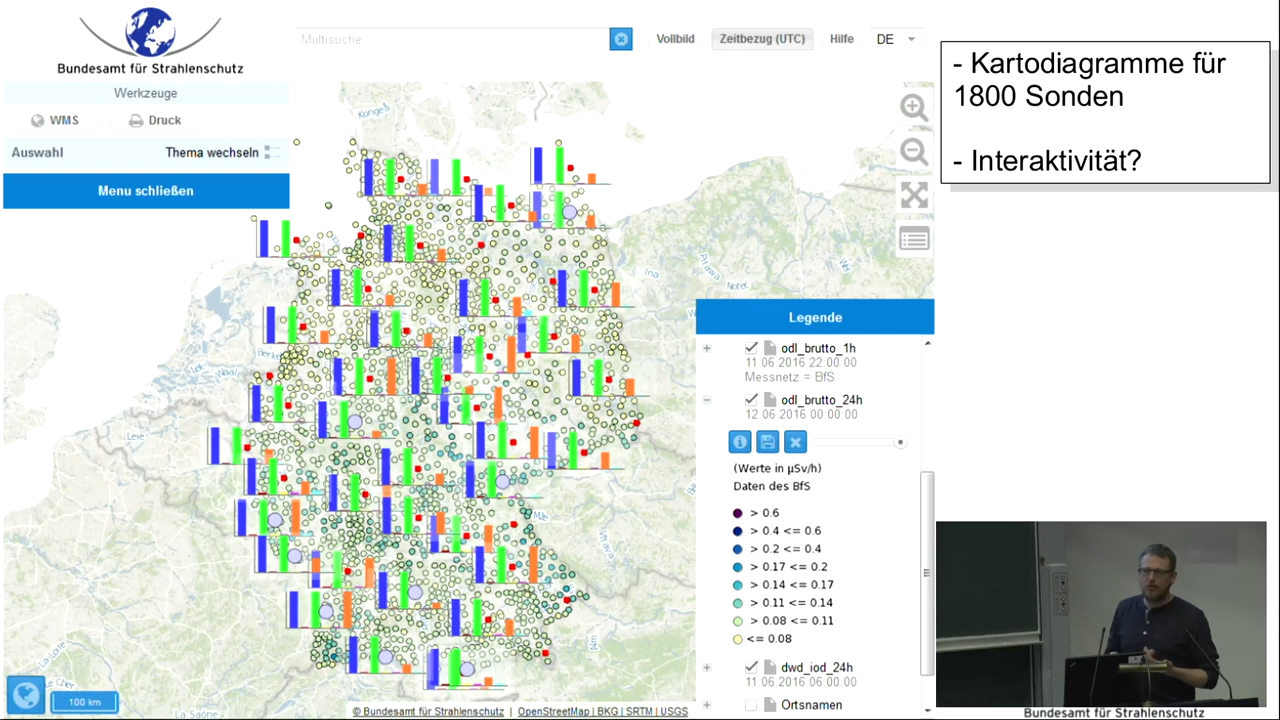 Bundesamt für Strahlenschutz
Multisuche
Vollbild
Zeitbezug (UTC)
Hilfe
DE
Werkzeuge
WMS
Druck
Auswahl
Thema wechseln
Menu schließen
- Kartodiagramme für
1800 Sonden
- Interaktivität?
Legende
odl_brutto_1h
11 06 2016 22 00 00
Messnetz = BfS
odl_brutto_24h
12 06 2016 00 00 00
(Werte in µSv/h)
Daten des BfS
> 0.6
> 0.4 <= 0.6
> 0.2 <= 0.4
> 0.17 <= 0.2
> 0.14 <= 0.17
> 0.11 <= 0.14
> 0.08 <= 0.11
<= 0.08
dwd_iod_24h
11 06 2016 06 00 00
Ortsnamen
Leie
Ina
La Saône
100 km
© Bundesamt für Strahlenschutz | OpenStreetMap | BKG | SRTM | USGS
Bundesamt für Strahlenschutz